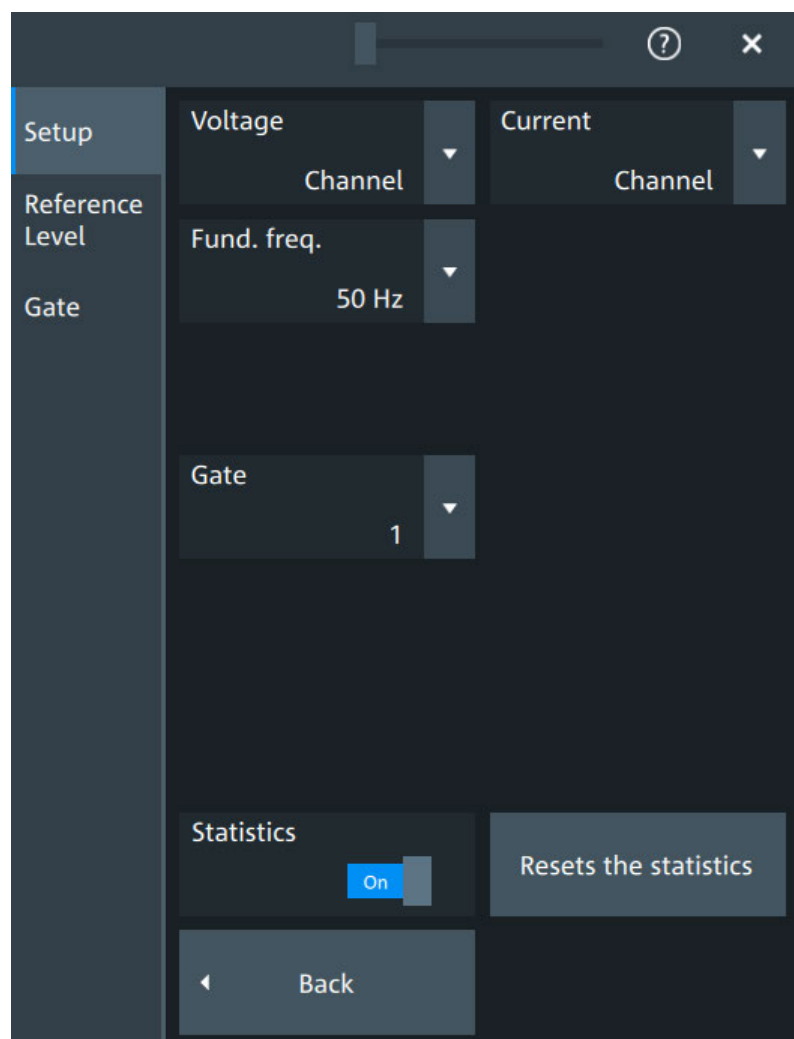 ?
Setup
Reference
Level
Gate
Voltage
Channel
Current
Channel
Fund. freq.
50 Hz
Gate
1
Statistics
On
Resets the statistics
Back